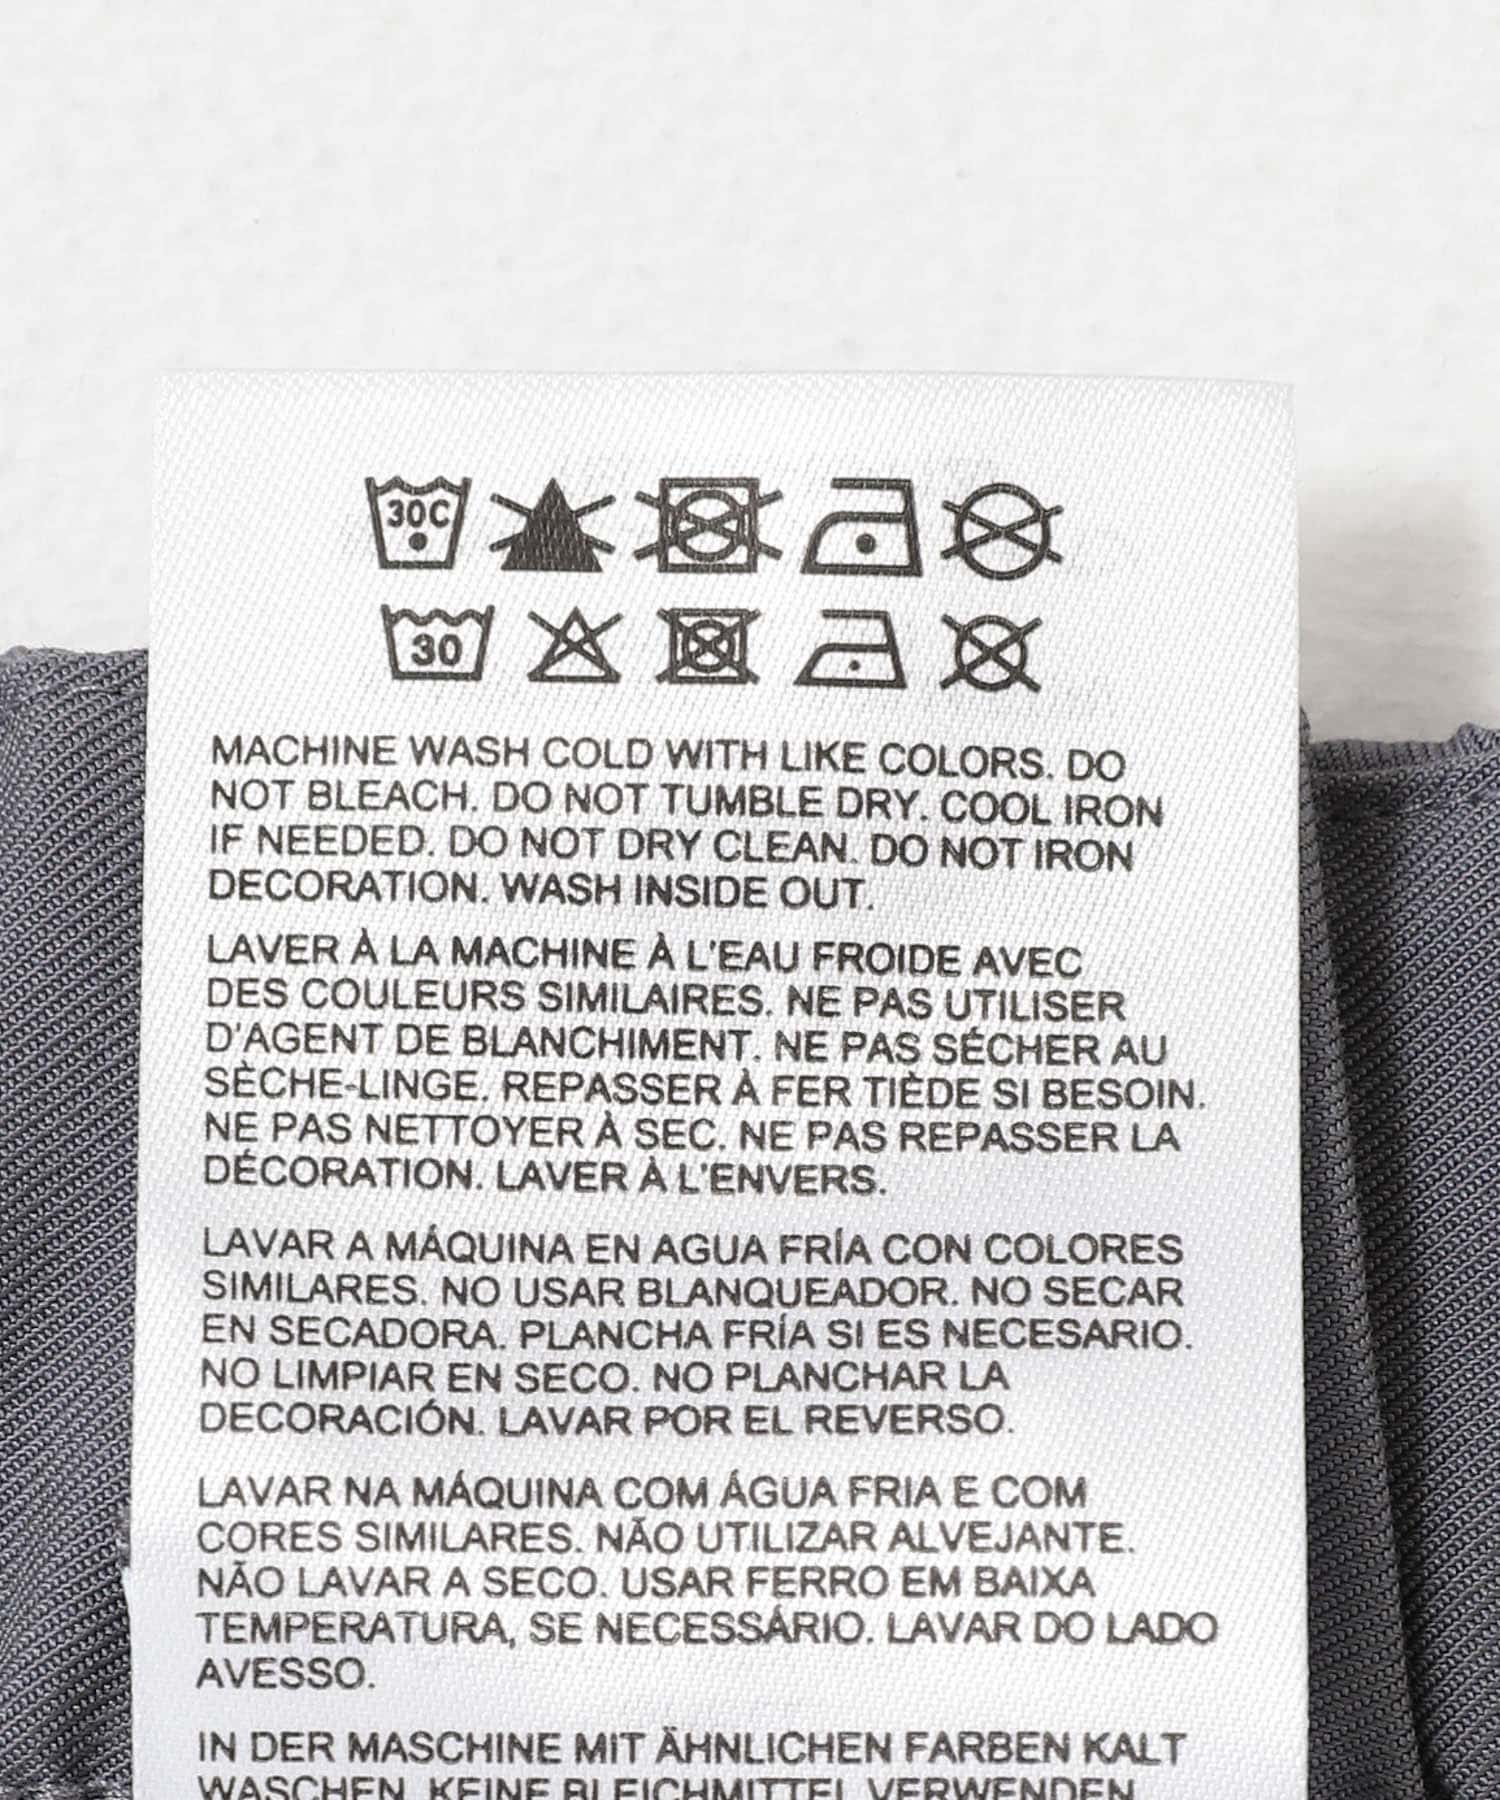 30C
30
MACHINE WASH COLD WITH LIKE COLORS. DO
NOT BLEACH. DO NOT TUMBLE DRY. COOL IRON
IF NEEDED. DO NOT DRY CLEAN. DO NOT IRON
DECORATION. WASH INSIDE OUT.
LAVER À LA MACHINE À L'EAU FROIDE AVEC
DES COULEURS SIMILAIRES. NE PAS UTILISER
D'AGENT DE BLANCHIMENT. NE PAS SÉCHER AU
SÈCHE-LINGE. REPASSER À FER TIÈDE SI BESOIN.
NE PAS NETTOYER À SEC. NE PAS REPASSER LA
DÉCORATION. LAVER À L'ENVERS.
LAVAR A MÁQUINA EN AGUA FRÍA CON COLORES
SIMILARES. NO USAR BLANQUEADOR. NO SECAR
EN SECADORA. PLANCHA FRÍA SI ES NECESARIO.
NO LIMPIAR EN SECO. NO PLANCHAR LA
DECORACIÓN. LAVAR POR EL REVERSO.
LAVAR NA MÁQUINA COM ÁGUA FRIA E COM
CORES SIMILARES. NÃO UTILIZAR ALVEJANTE.
NÃO LAVAR A SECO. USAR FERRO EM BAIXA
TEMPERATURA, SE NECESSÁRIO. LAVAR DO LADO
AVESSO.
IN DER MASCHINE MIT ÄHNLICHEN FARBEN KALT
WASCHEN. KEINE BLEICHMITTEL VERWENDEN.